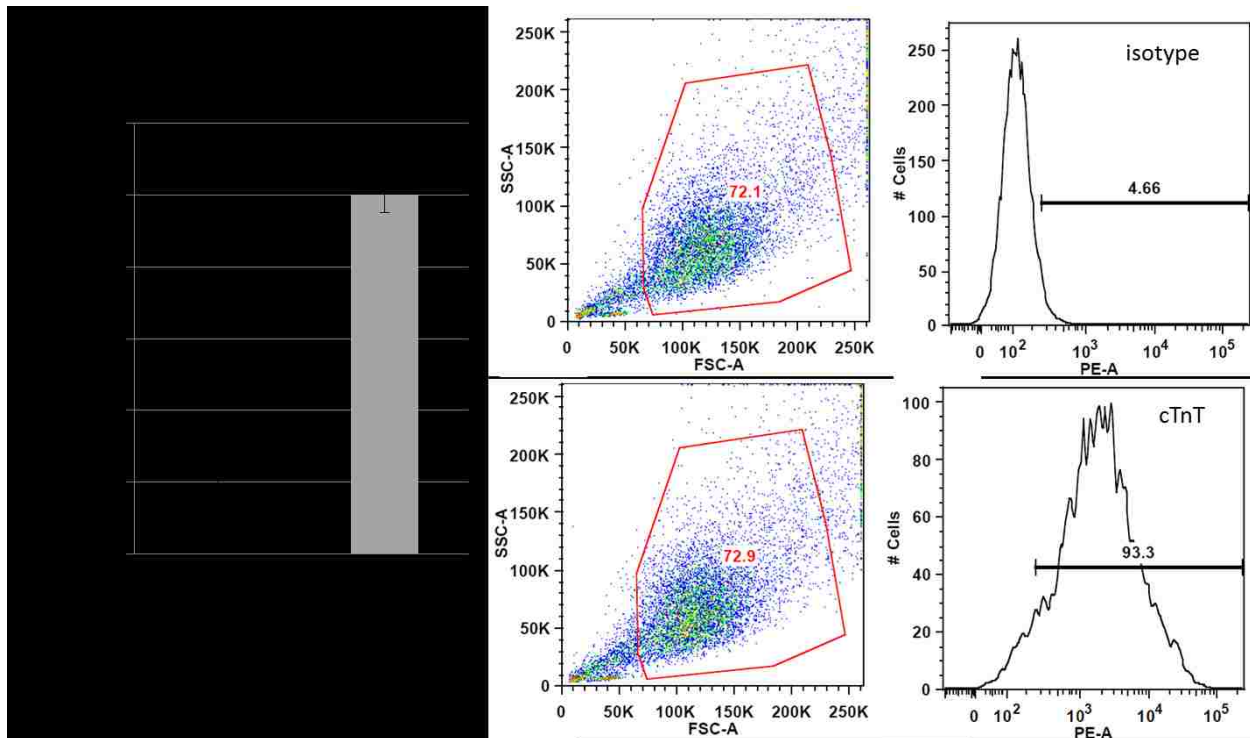 250K
200K
150K
100K
50K
0
SSC-A
72.1
0 50K 100K 150K 200K 250K
FSC-A
250
200
150
100
50
0
# Cells
isotype
4.66
0 10² 10³ 10⁴ 10⁵
PE-A
250K
200K
150K
100K
50K
0
SSC-A
72.9
0 50K 100K 150K 200K 250K
FSC-A
100
80
60
40
20
0
# Cells
cTnT
93.3
0 10² 10³ 10⁴ 10⁵
PE-A